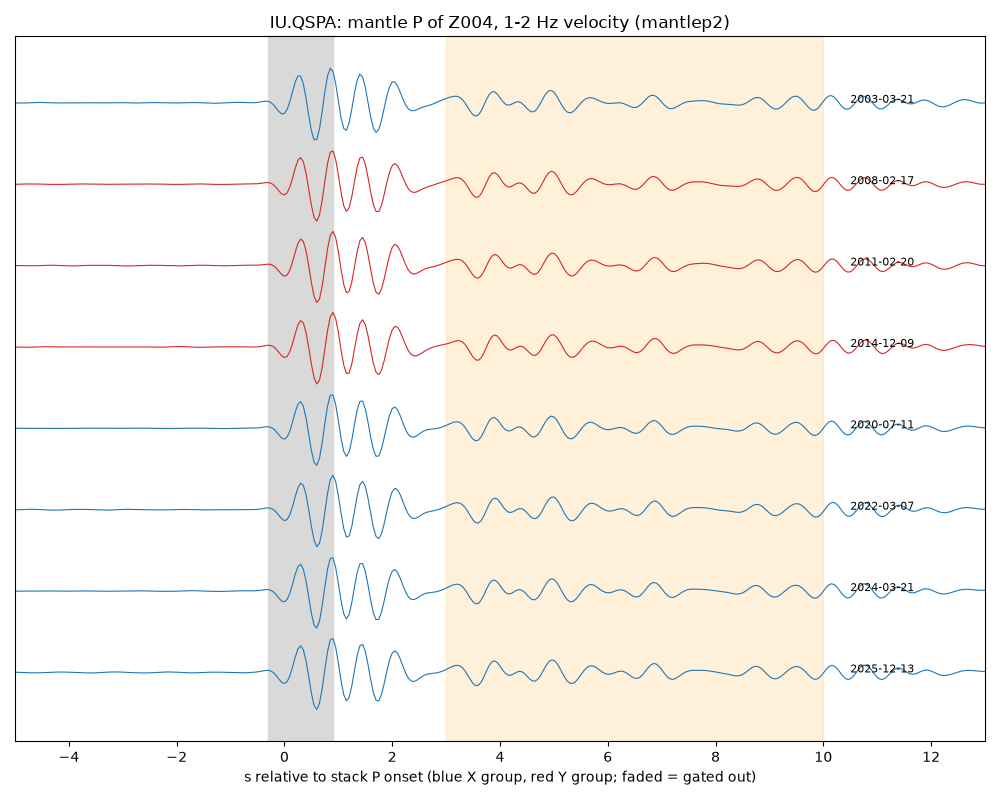 IU.QSPA: mantle P of Z004, 1-2 Hz velocity (mantlep2)
2003-03-21
2008-02-17
2011-02-20
2014-12-09
2020-07-11
2022-03-07
2024-03-21
2025-12-13
−4 −2 0 2 4 6 8 10 12
s relative to stack P onset (blue X group, red Y group; faded = gated out)